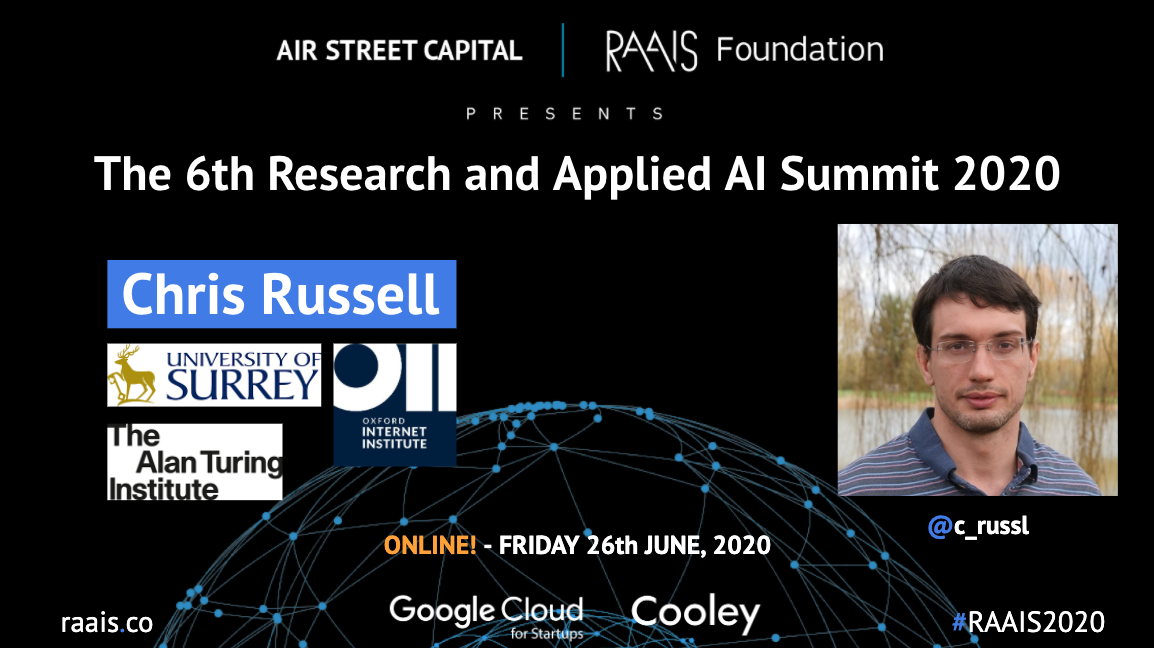 AIR STREET CAPITAL
RAAIS Foundation
PRESENTS
The 6th Research and Applied AI Summit 2020
Chris Russell
UNIVERSITY OF
SURREY
OXFORD
INTERNET
INSTITUTE
The
Alan Turing
Institute
@c_russl
ONLINE! - FRIDAY 26th JUNE, 2020
raais.co
Google Cloud
for Startups
Cooley
#RAAIS2020